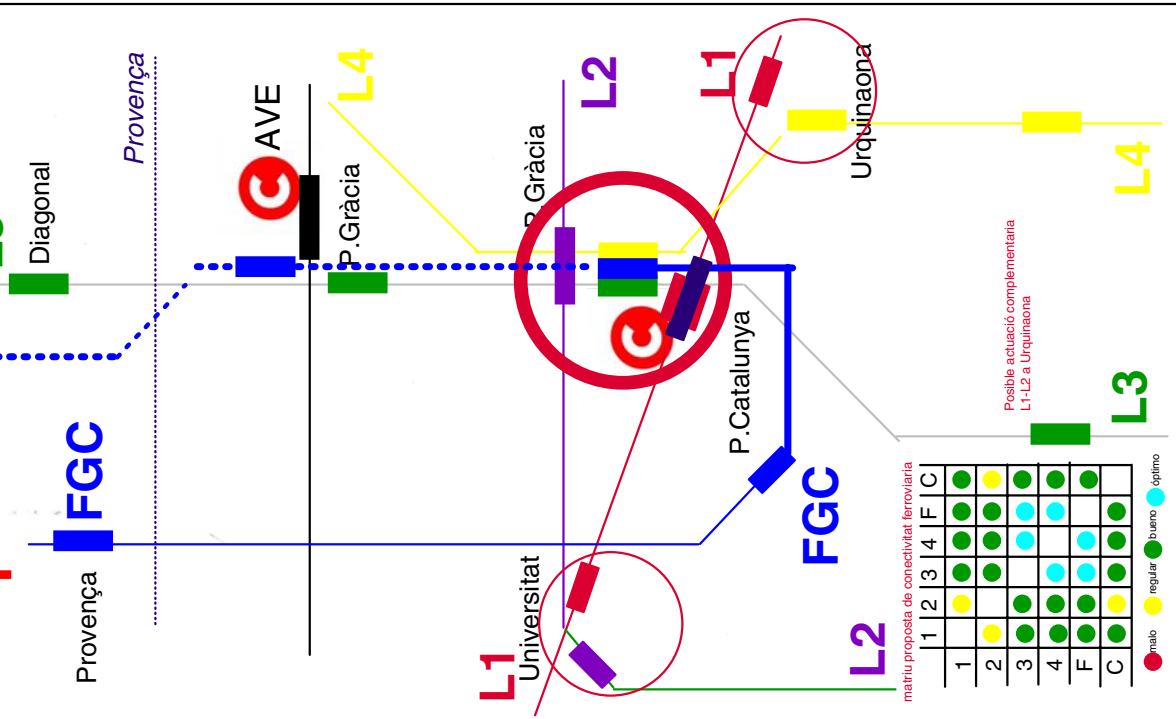 Provença
L4
AVE
C
Diagonal
P.Gràcia
L2
P.Gràcia
L1
Urquinaona
L4
FGC
Provença
C
P.Catalunya
Posible actuació complementaria
L1-L2 a Urquinaona
L3
FGC
Universitat
L1
L2
matriu proposta de conectivitat ferroviaria
1 2 3 4 F C
1
2
3
4
F
C
malo regular bueno óptimo